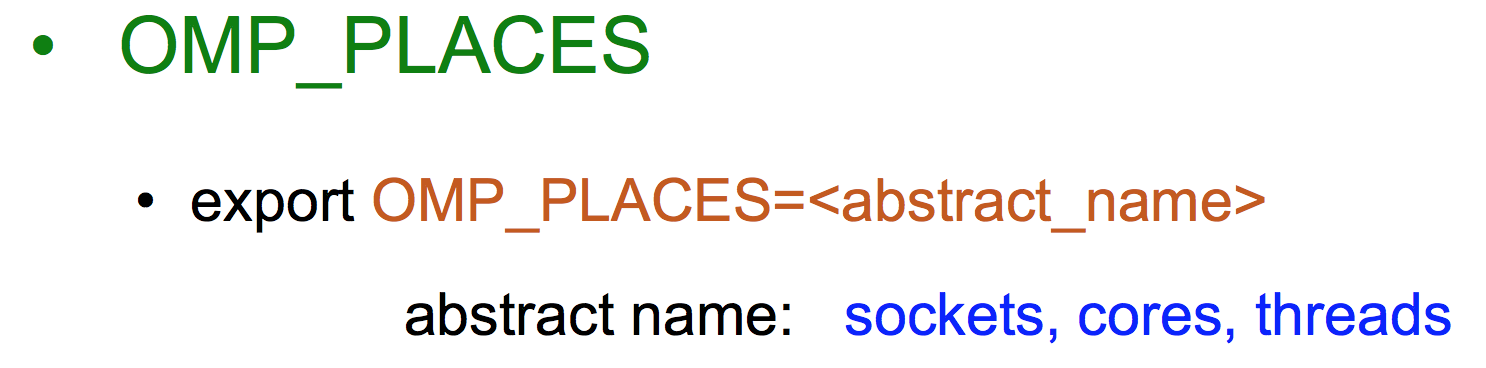 • OMP_PLACES
• export OMP_PLACES=<abstract_name>
abstract name: sockets, cores, threads